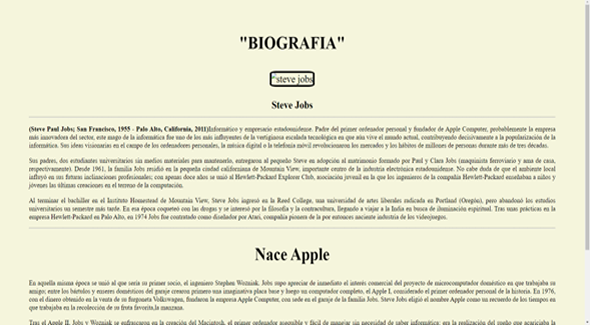 "BIOGRAFIA"
steve jobs
Steve Jobs
(Steve Paul Jobs; San Francisco, 1955 - Palo Alto, California, 2011)Informático y empresario estadounidense. Padre del primer ordenador personal y fundador de Apple Computer, probablemente la empresa
más innovadora del sector, este mago de la informática fue uno de los más influyentes de la vertiginosa escalada tecnológica en que aún vive el mundo actual, contribuyendo decisivamente a la popularización de la
informática. Sus ideas visionarias en el campo de los ordenadores personales, la música digital o la telefonía móvil revolucionaron los mercados y los hábitos de millones de personas durante más de tres décadas.
Sus padres, dos estudiantes universitarios sin medios materiales para mantenerlo, entregaron al pequeño Steve en adopción al matrimonio formado por Paul y Clara Jobs (maquinista ferroviario y ama de casa,
respectivamente). Desde 1961, la familia Jobs residió en la pequeña ciudad californiana de Mountain View, importante centro de la industria electrónica estadounidense. No cabe duda de que el ambiente local
influyó en sus futuras inclinaciones profesionales; con apenas doce años se unió al Hewlett-Packard Explorer Club, asociación juvenil en la que los ingenieros de la compañía Hewlett-Packard enseñaban a niños y
jóvenes las últimas creaciones en el terreno de la computación.
Al terminar el bachiller en el Instituto Homestead de Mountain View, Steve Jobs ingresó en la Reed College, una universidad de artes liberales radicada en Portland (Oregón), pero abandonó los estudios
universitarios un semestre más tarde. En esa época coqueteó con las drogas y se interesó por la filosofía y la contracultura, llegando a viajar a la India en busca de iluminación espiritual. Tras unas prácticas en la
empresa Hewlett-Packard en Palo Alto, en 1974 Jobs fue contratado como diseñador por Atari, compañía pionera de la por entonces naciente industria de los videojuegos.
Nace Apple
En aquella misma época se unió al que sería su primer socio, el ingeniero Stephen Wozniak. Jobs supo apreciar de inmediato el interés comercial del proyecto de microcomputador doméstico en que trabajaba su
amigo; entre los bártulos y enseres domésticos del garaje crearon primero una imaginativa placa base y luego un computador completo, el Apple I, considerado el primer ordenador personal de la historia. En 1976,
con el dinero obtenido en la venta de su furgoneta Volkswagen, fundaron la empresa Apple Computer, con sede en el garaje de la familia Jobs. Steve Jobs eligió el nombre Apple como un recuerdo de los tiempos en
que trabajaba en la recolección de su fruta favorita,la manzana.
Tras el Apple II, Jobs y Wozniak se enfrascaron en la creación del Macintosh, el primer ordenador asequible y fácil de manejar sin necesidad de saber informática: era la realización del sueño que acariciaba la